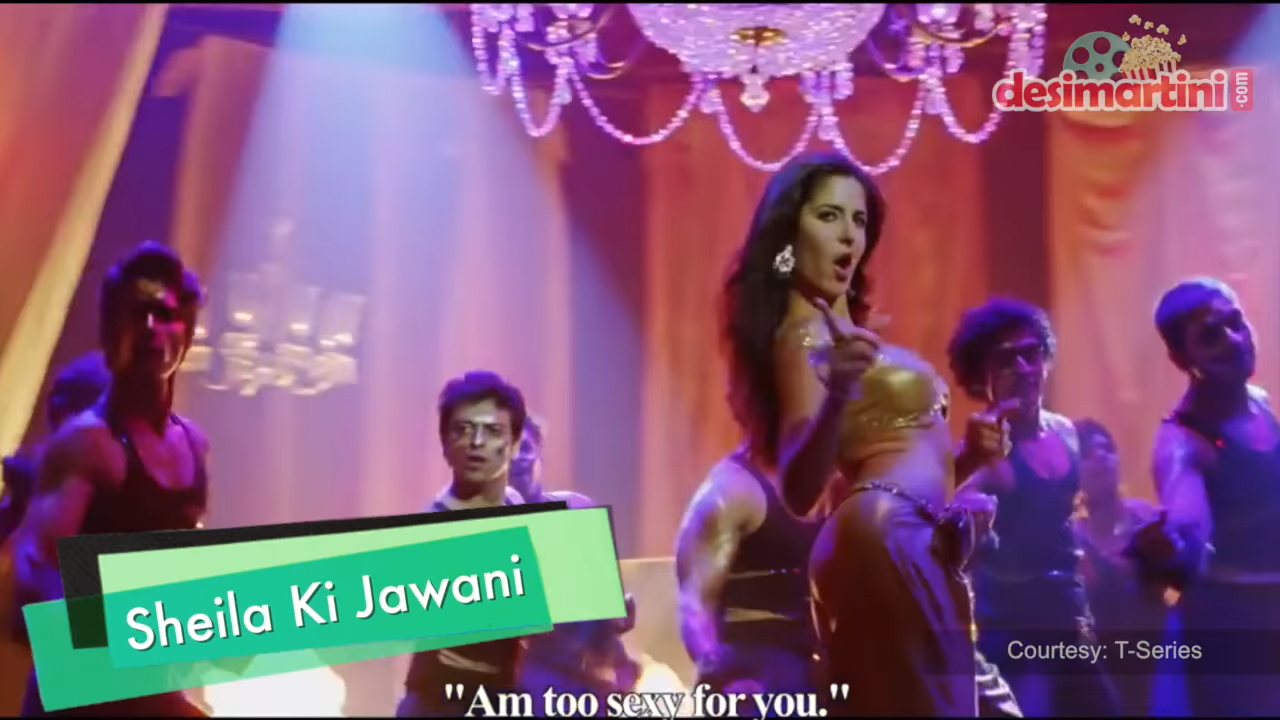 desimartini.com
Sheila Ki Jawani
Courtesy: T-Series
"Am too sexy for you."